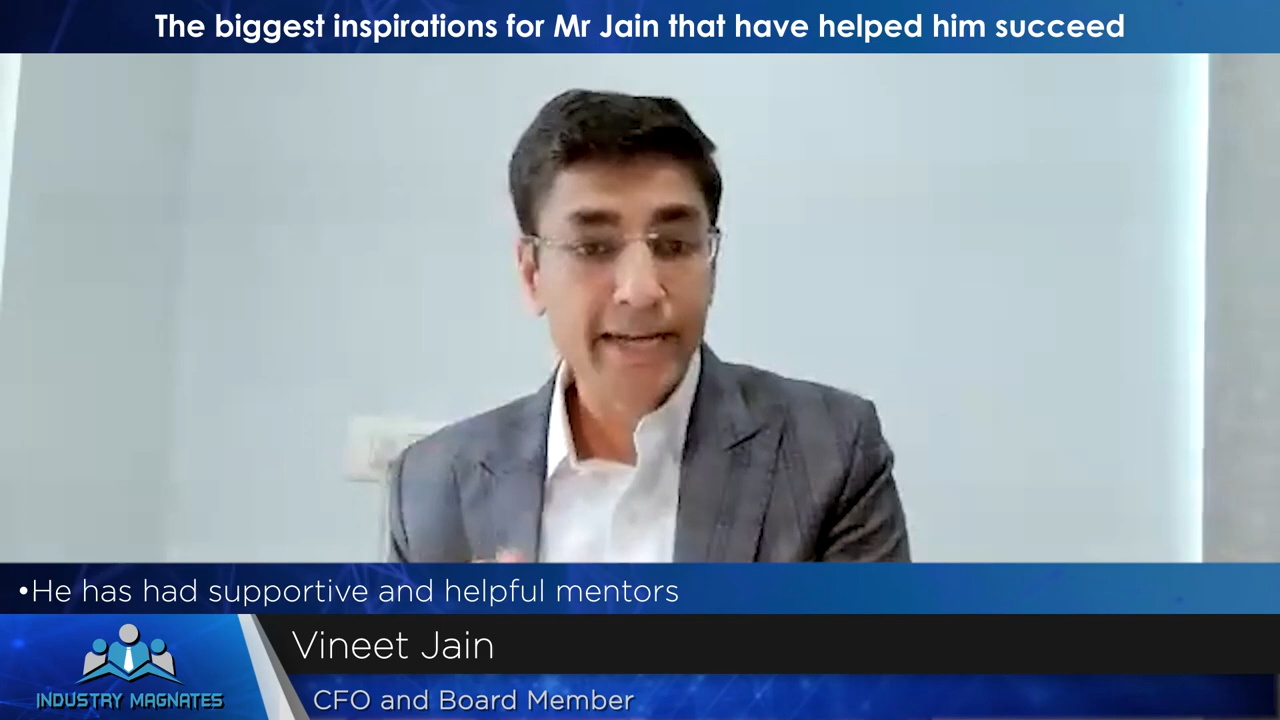 The biggest inspirations for Mr Jain that have helped him succeed
•He has had supportive and helpful mentors
Vineet Jain
INDUSTRY MAGNATES
CFO and Board Member